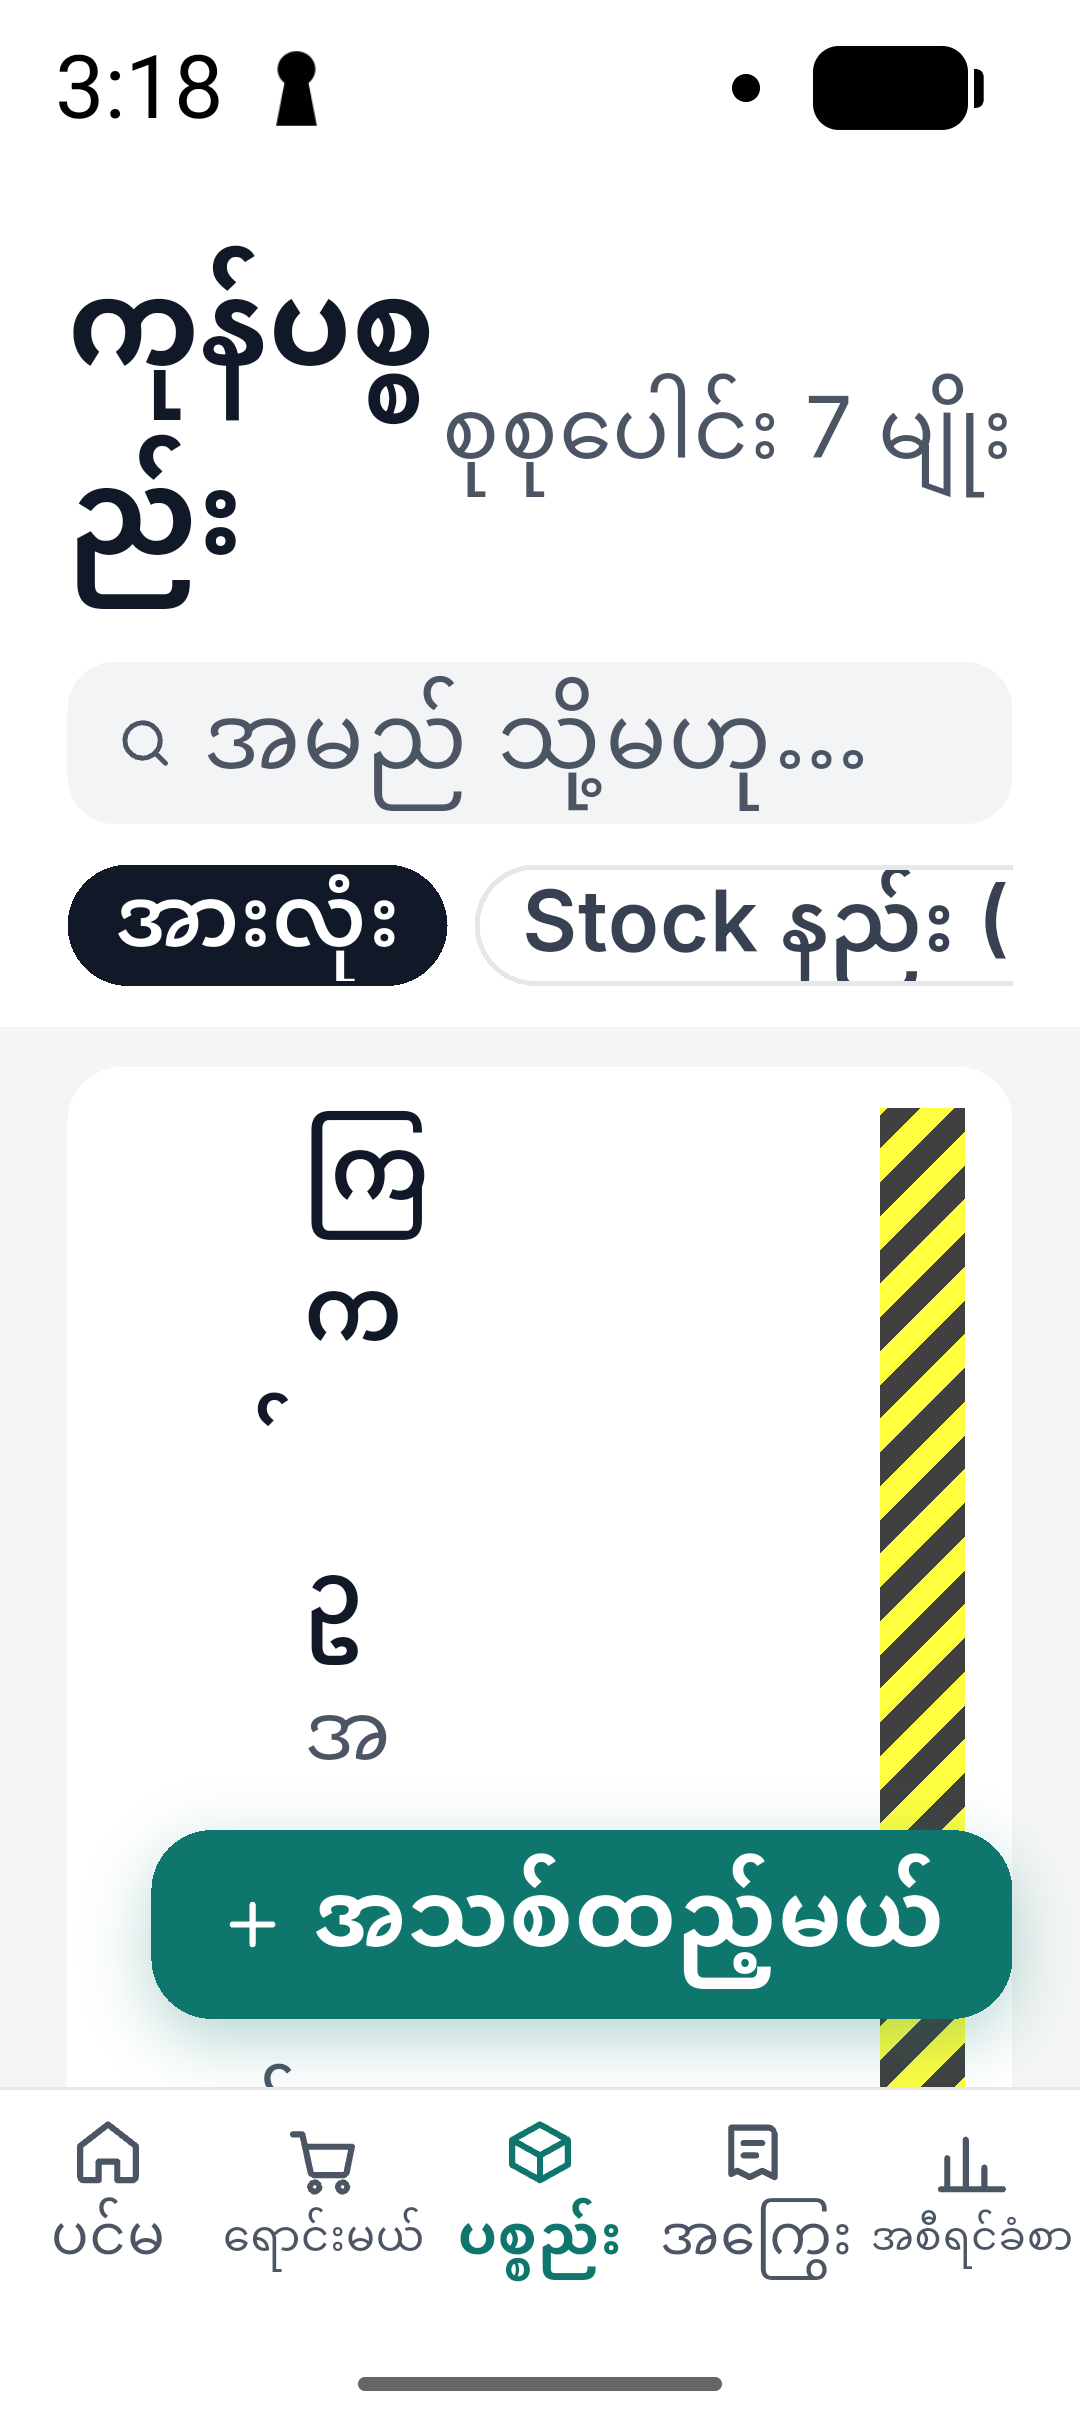 3:18
ကုန်ပစ္စ
ည်း
စုစုပေါင်း 7 မျိုး
အမည် သို့မဟု...
အားလုံး
Stock နည်း (
ကြ
က
်
ဥ
အ
+ အသစ်ထည့်မယ်
ပင်မ
ရောင်းမယ်
ပစ္စည်း
အကြွေး
အစီရင်ခံစာ